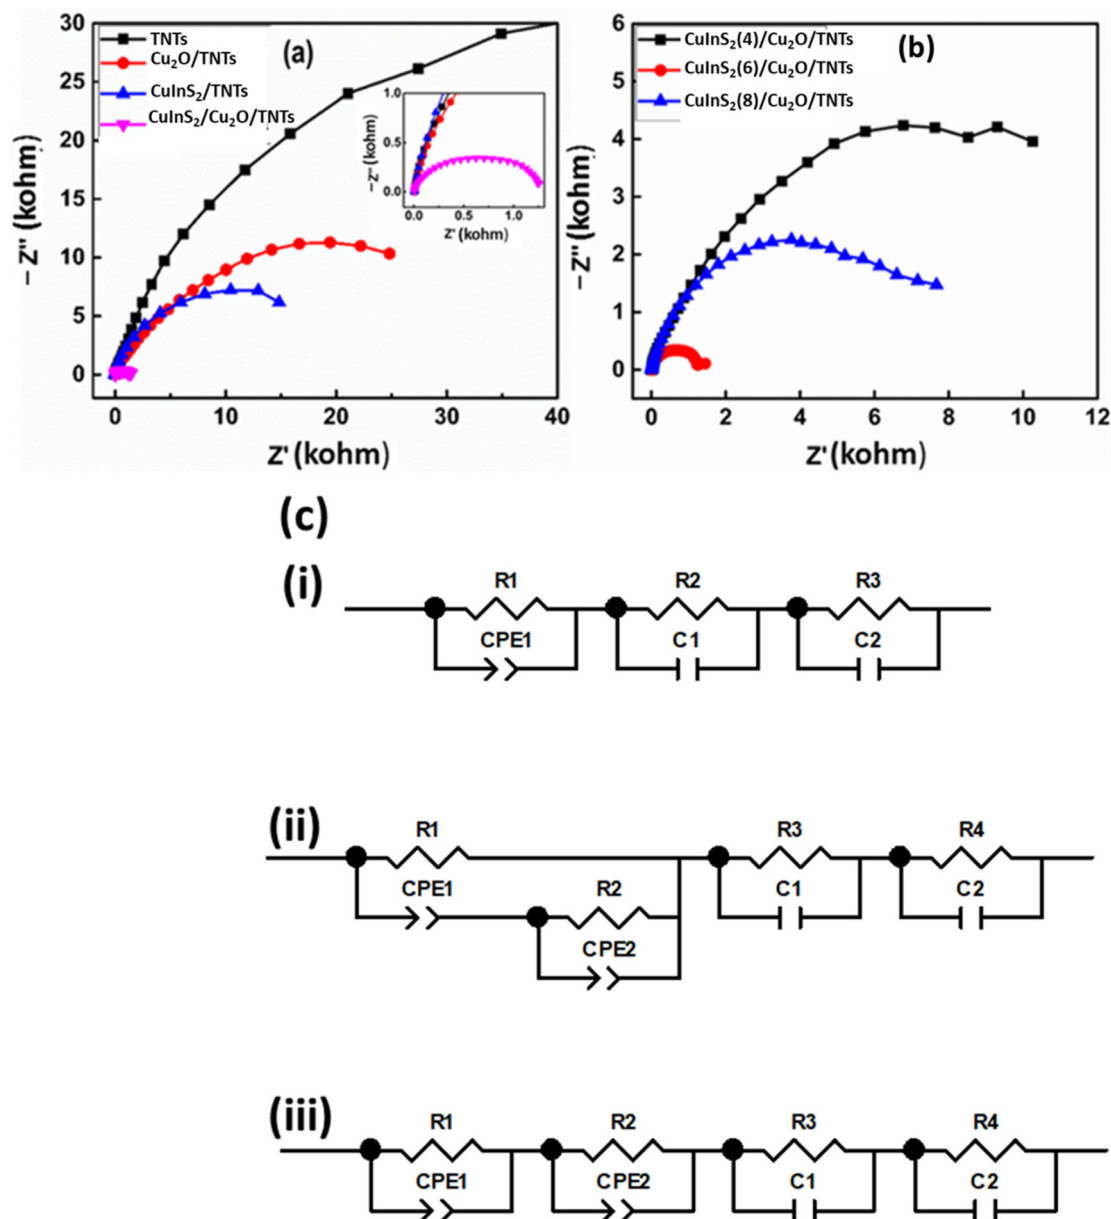 (a)
TNTs
Cu₂O/TNTs
CuInS₂/TNTs
CuInS₂/Cu₂O/TNTs
30
25
20
15
10
5
0
−Z'' (kohm)
0 10 20 30 40
Z' (kohm)
1.0
0.5
0.0
−Z'' (kohm)
0.0 0.5 1.0
Z' (kohm)
(b)
CuInS₂(4)/Cu₂O/TNTs
CuInS₂(6)/Cu₂O/TNTs
CuInS₂(8)/Cu₂O/TNTs
6
5
4
3
2
1
0
−Z'' (kohm)
0 2 4 6 8 10 12
Z' (kohm)
(c)
(i)
R1 R2 R3
CPE1 C1 C2
(ii)
R1 R3 R4
CPE1 R2 C1 C2
CPE2
(iii)
R1 R2 R3 R4
CPE1 CPE2 C1 C2